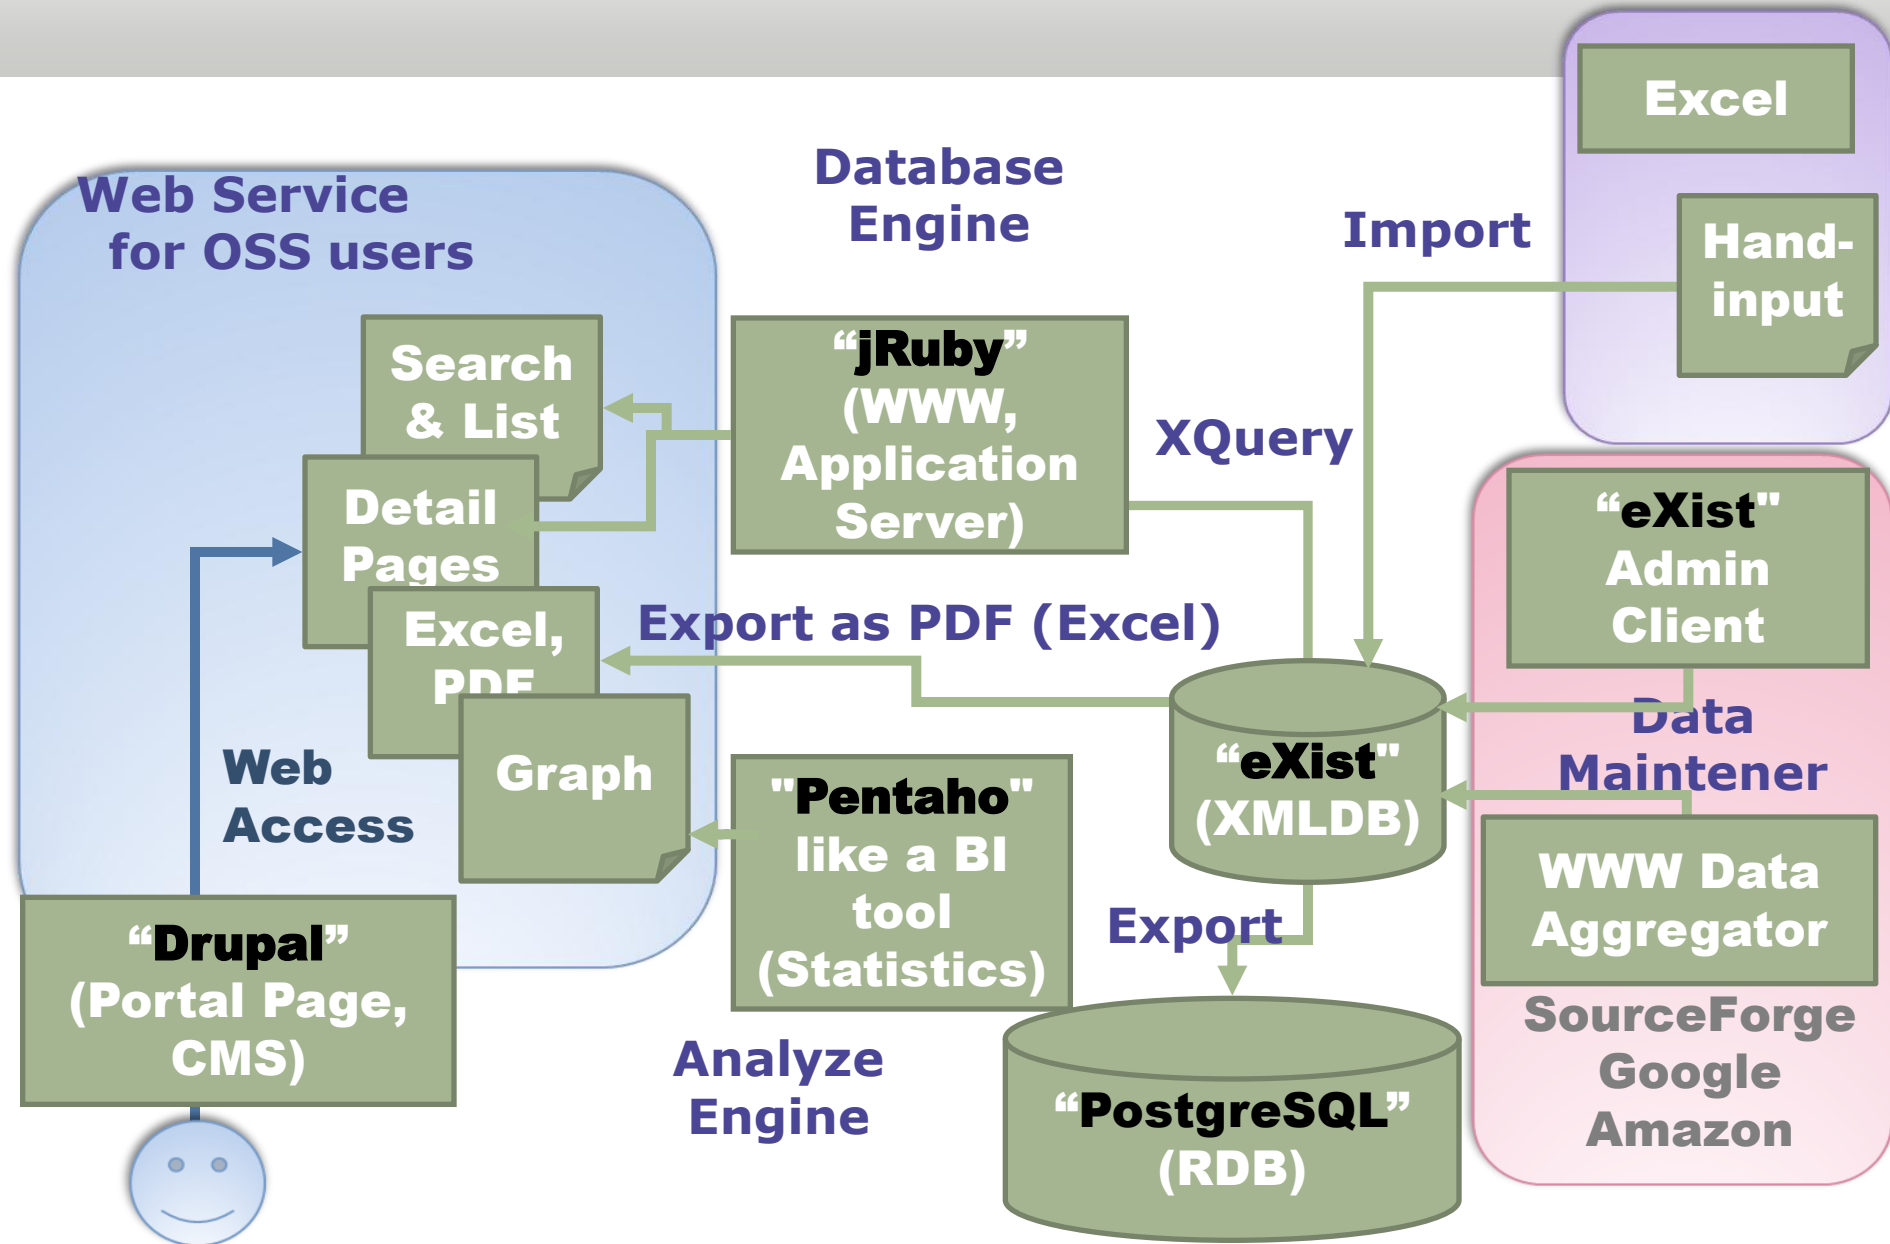 Web Service
for OSS users
Search
& List
Detail
Pages
Excel,
PDF
Graph
Web
Access
“Drupal”
(Portal Page,
CMS)
Database
Engine
“jRuby”
(WWW,
Application
Server)
XQuery
Export as PDF (Excel)
"Pentaho"
like a BI
tool
(Statistics)
Analyze
Engine
Import
Excel
Hand-
input
“eXist"
(XMLDB)
Export
“PostgreSQL”
(RDB)
“eXist"
Admin
Client
Data
Maintener
WWW Data
Aggregator
SourceForge
Google
Amazon